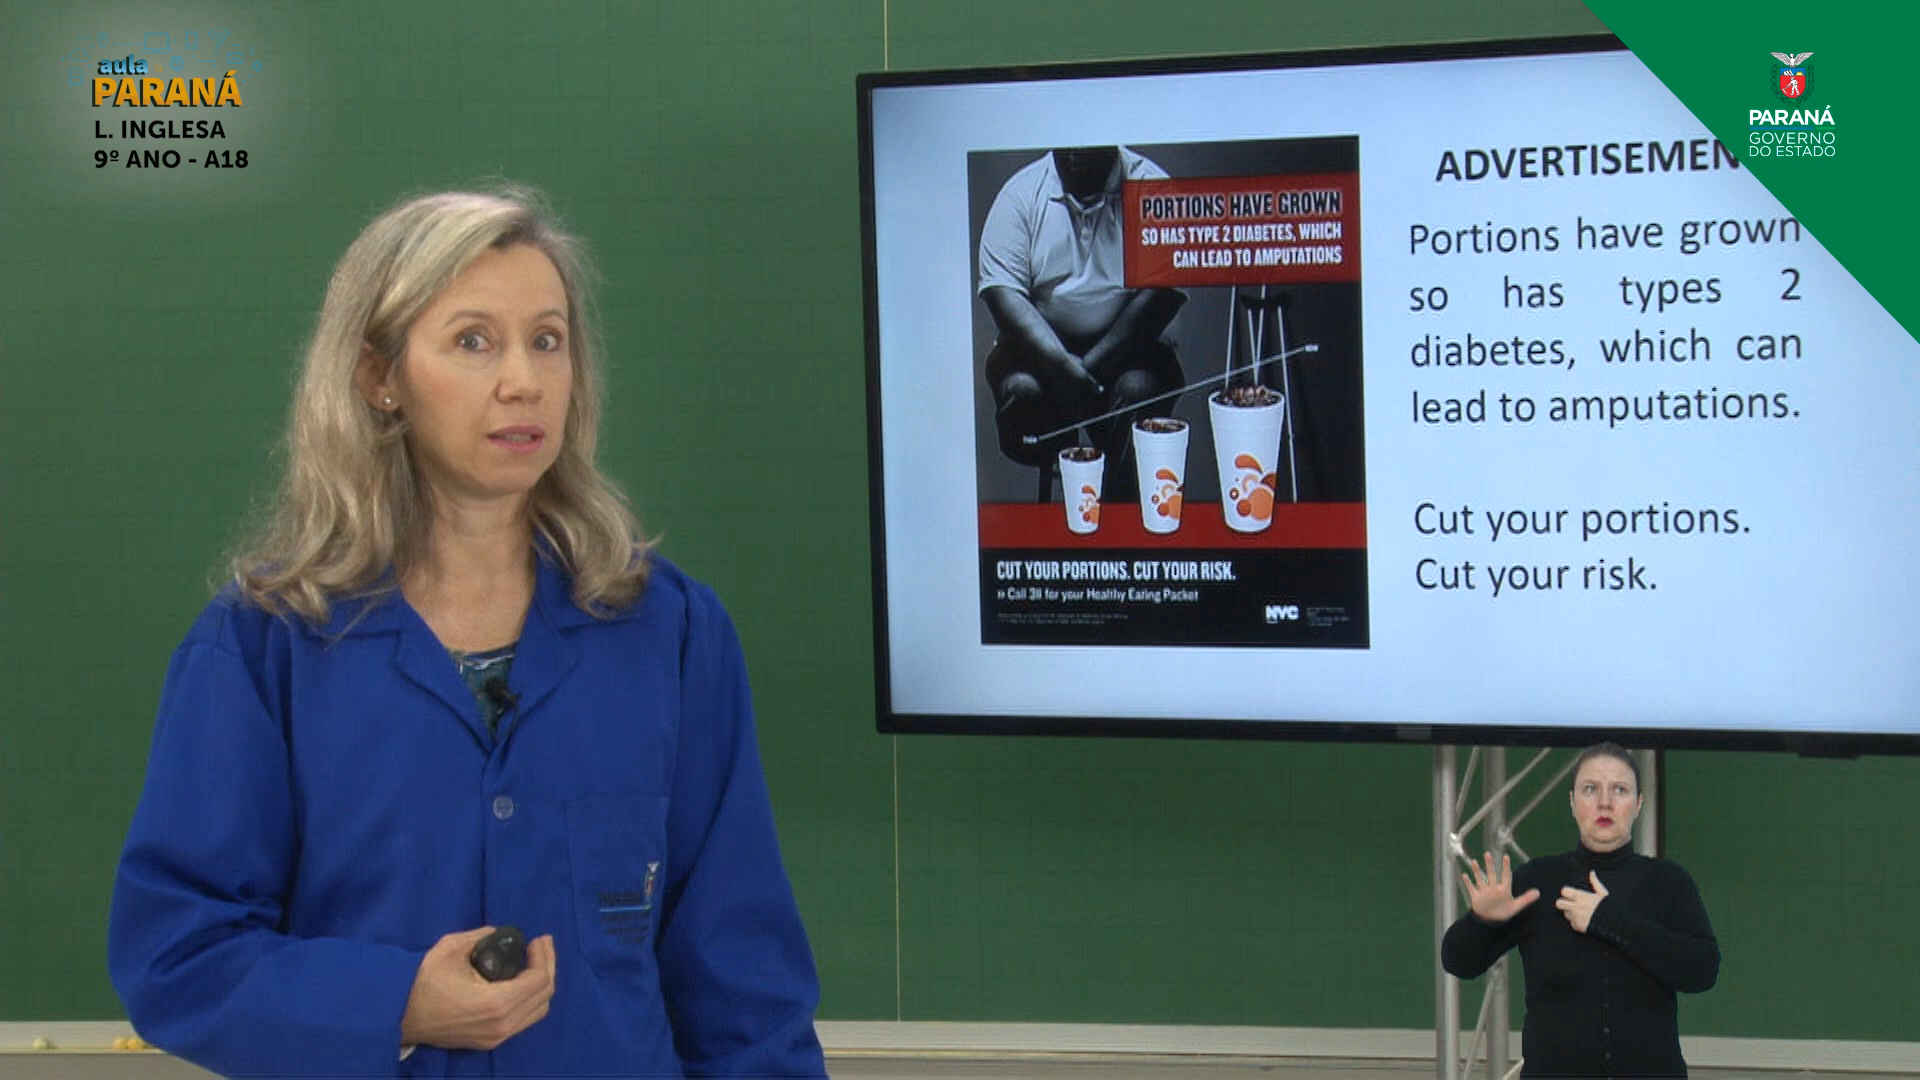 aula
PARANÁ
L. INGLESA
9º ANO - A18
PORTIONS HAVE GROWN
SO HAS TYPE 2 DIABETES, WHICH
CAN LEAD TO AMPUTATIONS
CUT YOUR PORTIONS. CUT YOUR RISK.
» Call 311 for your Healthy Eating Packet
NYC
ADVERTISEMEN
Portions have grown
so has types 2
diabetes, which can
lead to amputations.
Cut your portions.
Cut your risk.
PARANÁ
GOVERNO
DO ESTADO